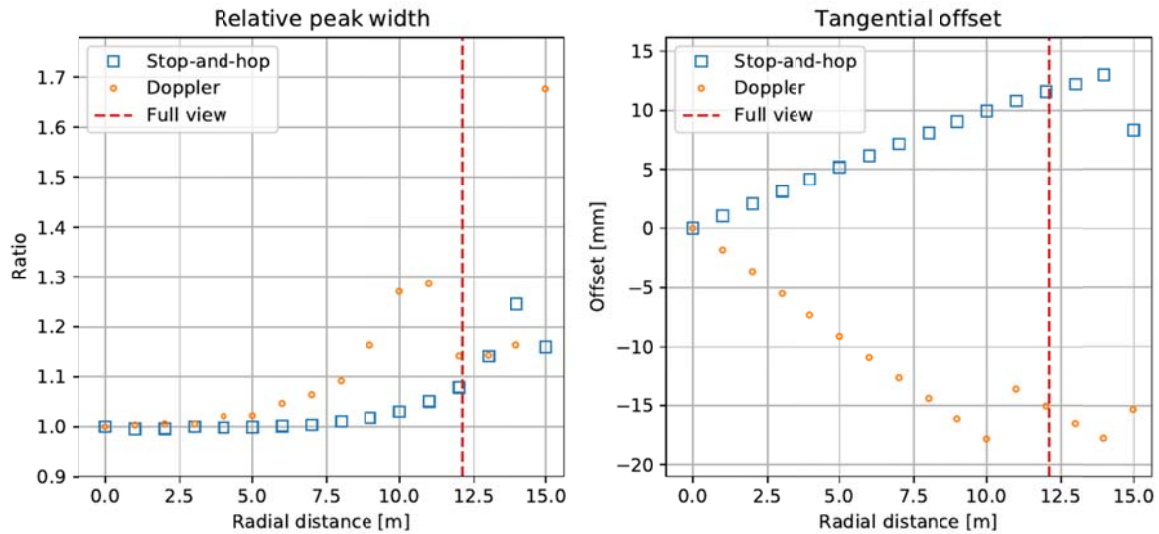 Relative peak width
Stop-and-hop
Doppler
Full view
1.7
1.6
1.5
1.4
1.3
1.2
1.1
1.0
0.9
Ratio
0.0 2.5 5.0 7.5 10.0 12.5 15.0
Radial distance [m]
Tangential offset
Stop-and-hop
Doppler
Full view
15
10
5
0
−5
−10
−15
−20
Offset [mm]
0.0 2.5 5.0 7.5 10.0 12.5 15.0
Radial distance [m]